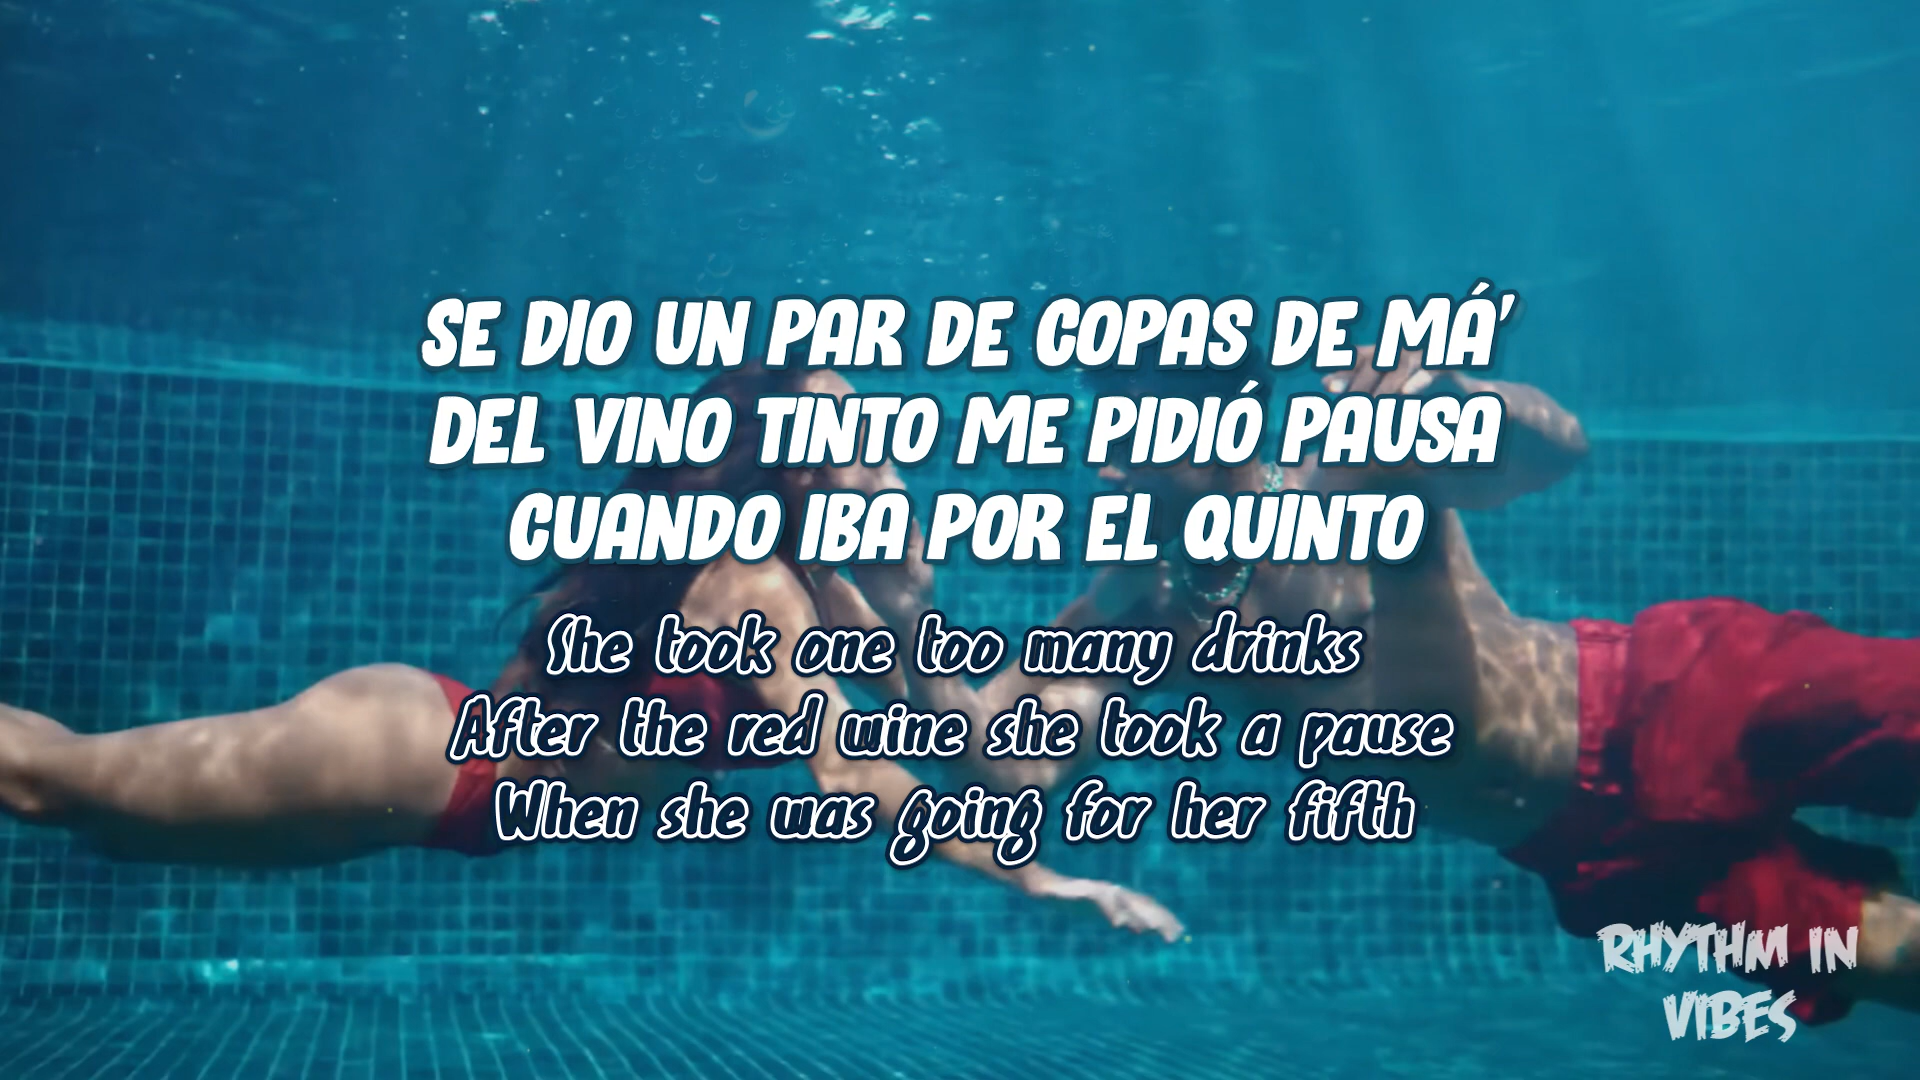 SE DIO UN PAR DE COPAS DE MÁ'
DEL VINO TINTO ME PIDIÓ PAUSA
CUANDO IBA POR EL QUINTO
She took one too many drinks
After the red wine she took a pause
When she was going for her fifth
RHYTHM IN
VIBES